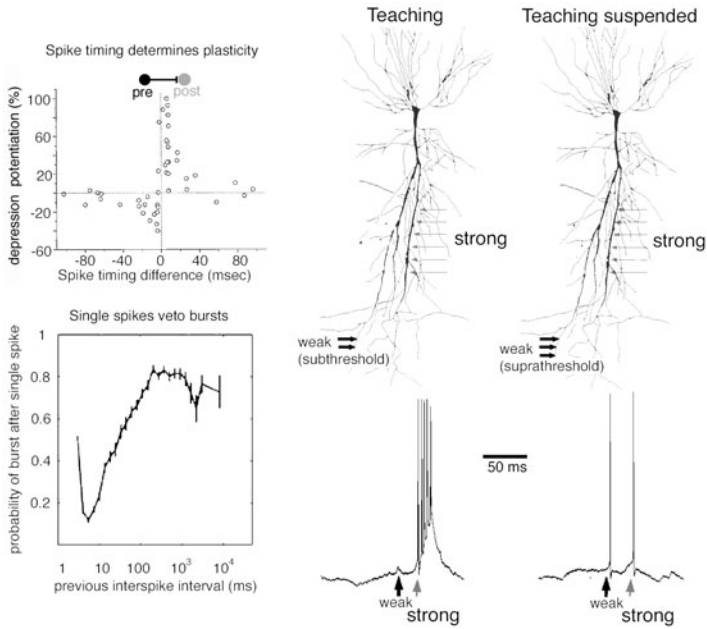 Spike timing determines plasticity
pre
post
depression potentiation (%)
100
80
60
40
20
-20
-60
-80
-40
0
40
80
Spike timing difference (msec)
Single spikes veto bursts
probability of burst after single spike
1
0.8
0.6
0.4
0.2
1
10
100
10³
10⁴
previous interspike interval (ms)
Teaching
strong
weak
(subthreshold)
weak
strong
50 ms
Teaching suspended
strong
weak
(suprathreshold)
weak
strong